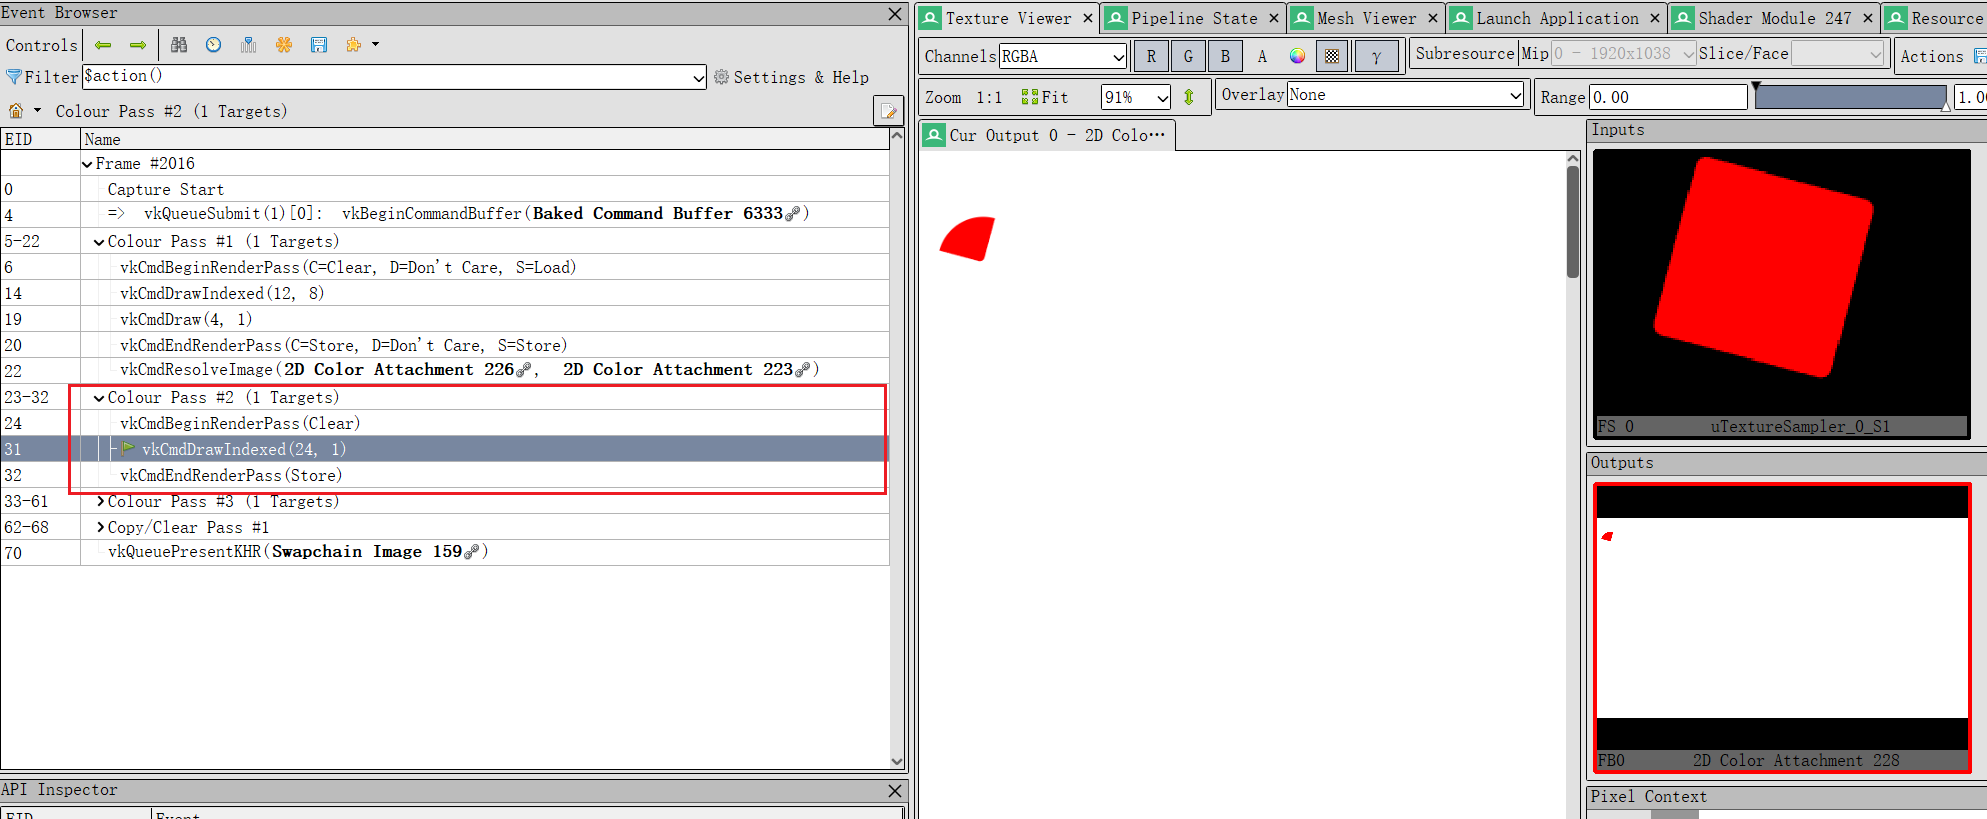 Event Browser
Controls
Filter $action() Settings & Help
Colour Pass #2 (1 Targets)
EID Name
Frame #2016
0 Capture Start
4 => vkQueueSubmit(1)[0]: vkBeginCommandBuffer(Baked Command Buffer 6333)
5-22 Colour Pass #1 (1 Targets)
6 vkCmdBeginRenderPass(C=Clear, D=Don't Care, S=Load)
14 vkCmdDrawIndexed(12, 8)
19 vkCmdDraw(4, 1)
20 vkCmdEndRenderPass(C=Store, D=Don't Care, S=Store)
22 vkCmdResolveImage(2D Color Attachment 226, 2D Color Attachment 223)
23-32 Colour Pass #2 (1 Targets)
24 vkCmdBeginRenderPass(Clear)
31 vkCmdDrawIndexed(24, 1)
32 vkCmdEndRenderPass(Store)
33-61 Colour Pass #3 (1 Targets)
62-68 Copy/Clear Pass #1
70 vkQueuePresentKHR(Swapchain Image 159)
API Inspector
EID Event
Texture Viewer Pipeline State Mesh Viewer Launch Application Shader Module 247 Resource
Channels RGBA R G B A γ Subresource Mip 0 - 1920x1038 Slice/Face Actions
Zoom 1:1 Fit 91% Overlay None Range 0.00 1.00
Cur Output 0 - 2D Colo...
Inputs
FS 0 uTextureSampler_0_S1
Outputs
FB0 2D Color Attachment 228
Pixel Context